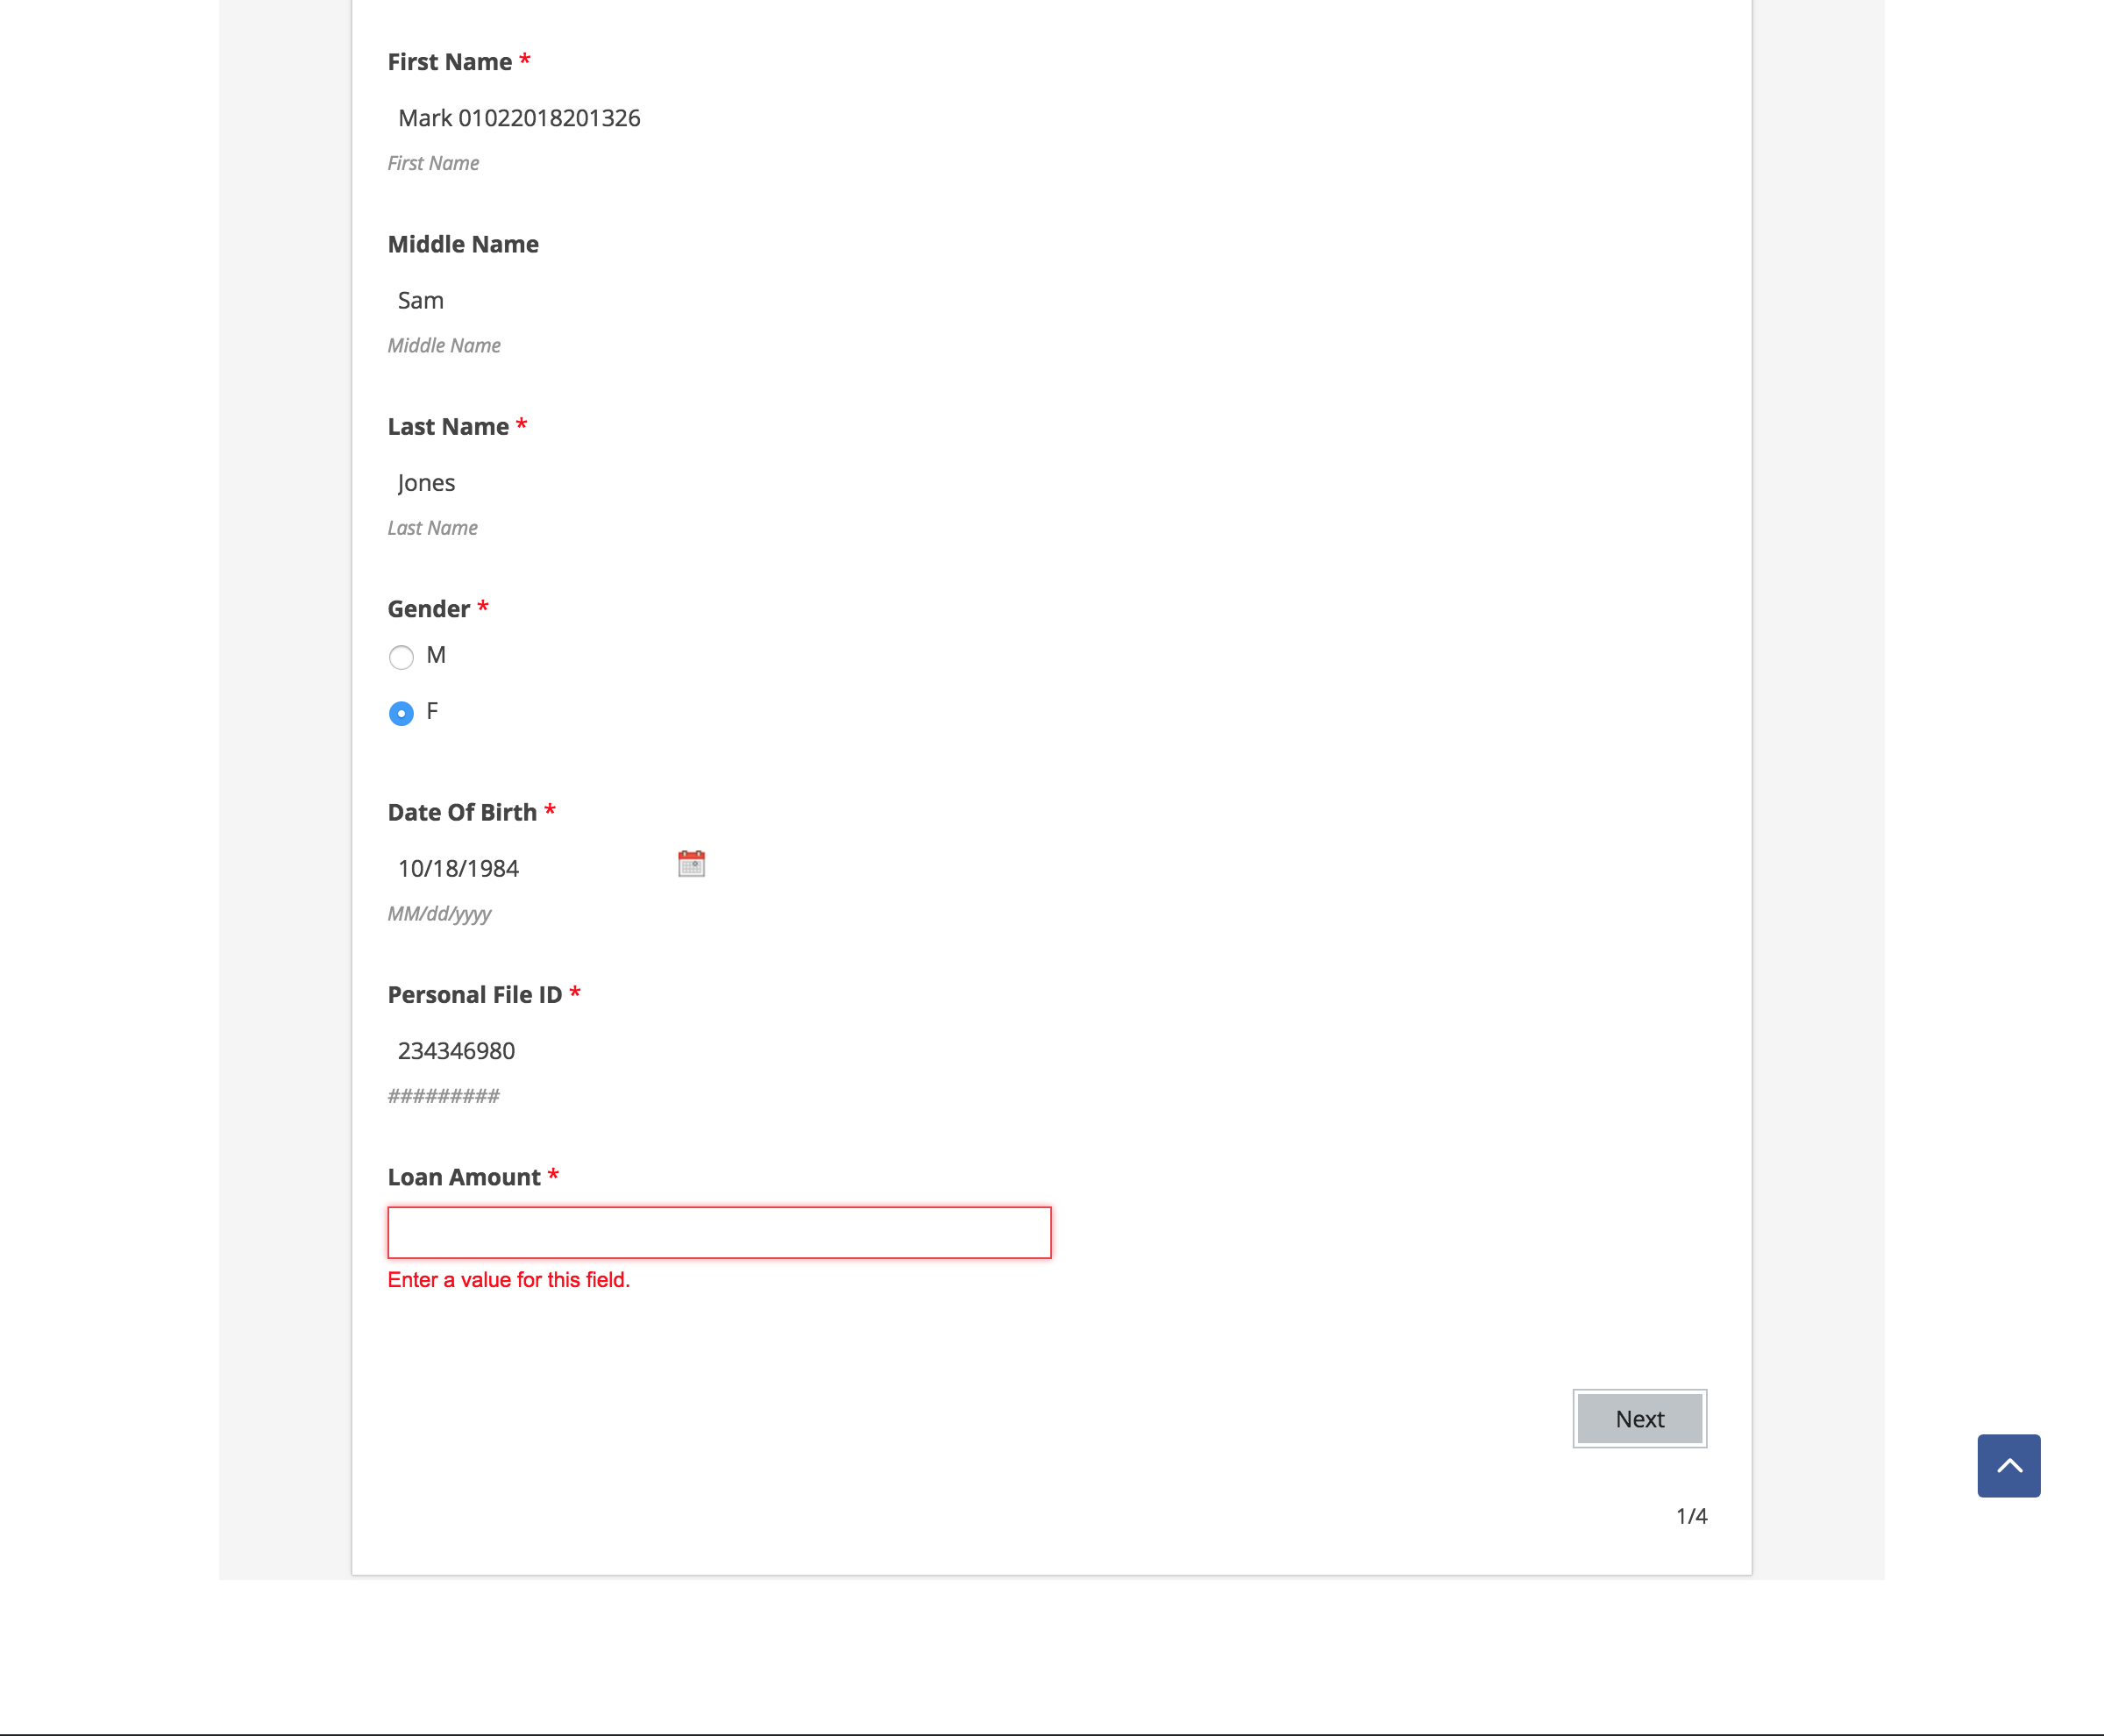 First Name *
Mark 01022018201326
First Name
Middle Name
Sam
Middle Name
Last Name *
Jones
Last Name
Gender *
M
F
Date Of Birth *
10/18/1984
MM/dd/yyyy
Personal File ID *
234346980
#########
Loan Amount *
Enter a value for this field.
Next
1/4